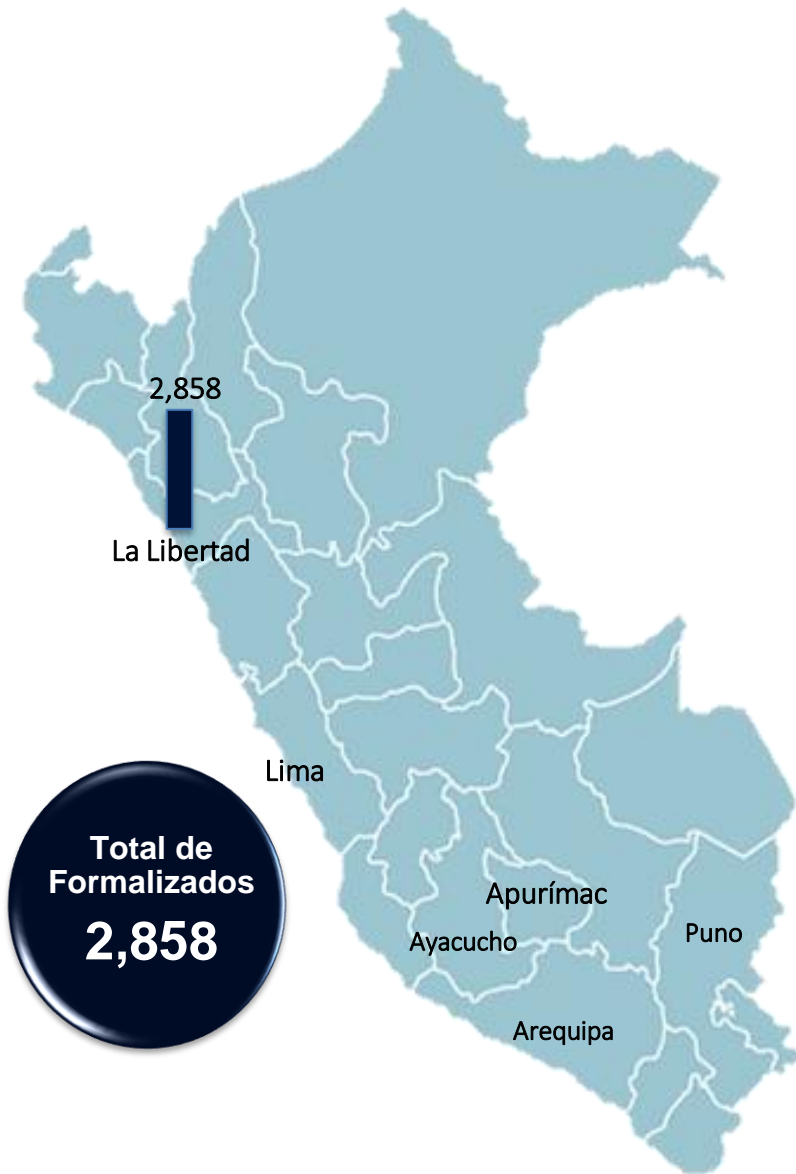 2,858
La Libertad
Lima
Total de
Formalizados
2,858
Apurímac
Ayacucho
Puno
Arequipa